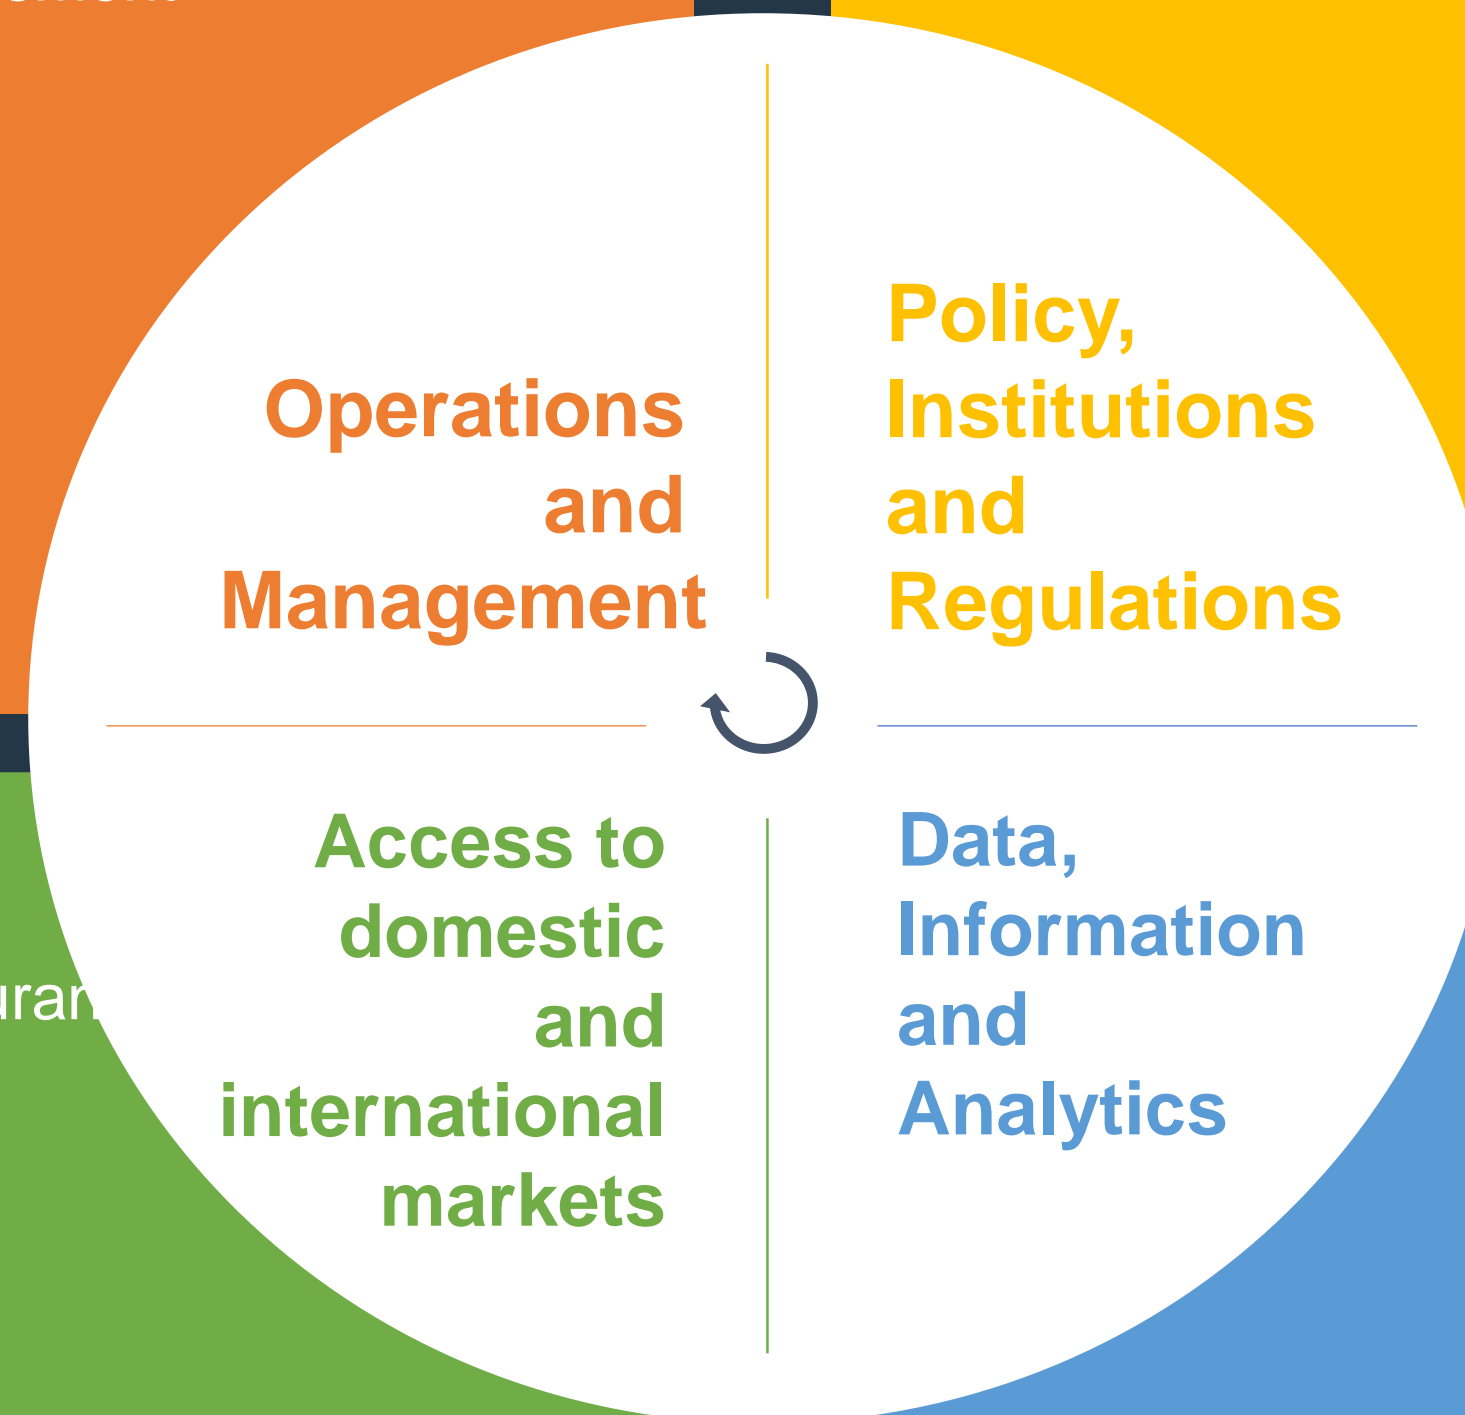 Operations
and
Management
Policy,
Institutions
and
Regulations
Access to
domestic
and
international
markets
Data,
Information
and
Analytics